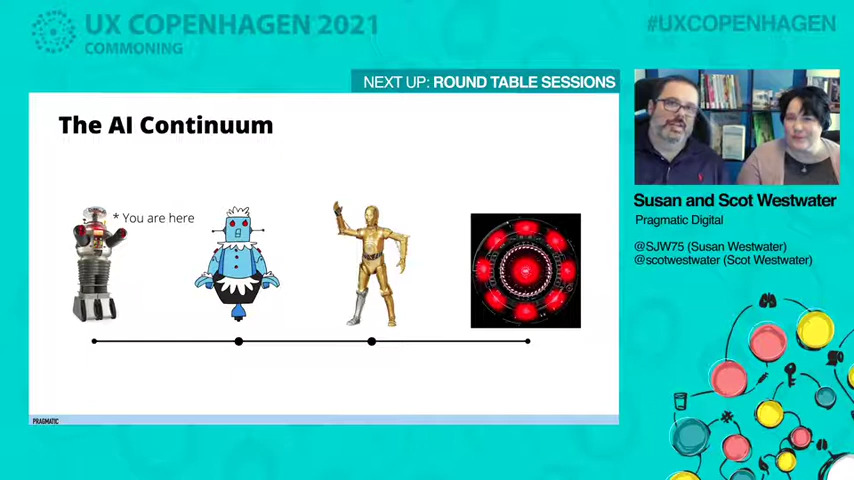 UX COPENHAGEN 2021
COMMONING
#UXCOPENHAGEN
NEXT UP: ROUND TABLE SESSIONS
The AI Continuum
* You are here
PRAGMATIC
Susan and Scot Westwater
Pragmatic Digital
@SJW75 (Susan Westwater)
@scotwestwater (Scot Westwater)